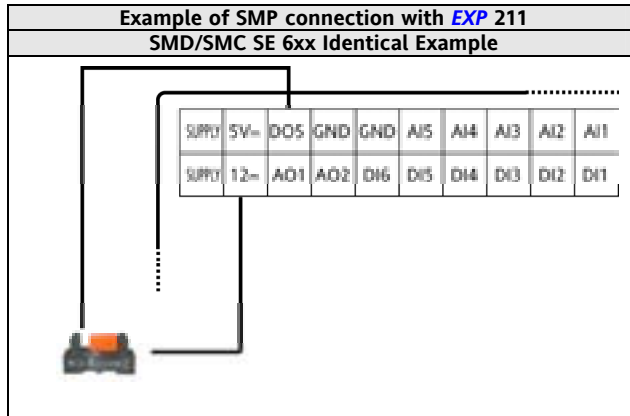 Example of SMP connection with EXP 211
SMD/SMC SE 6xx Identical Example
SUPPLY 5V= DO5 GND GND AI5 AI4 AI3 AI2 AI1
SUPPLY 12= AO1 AO2 DI6 DI5 DI4 DI3 DI2 DI1